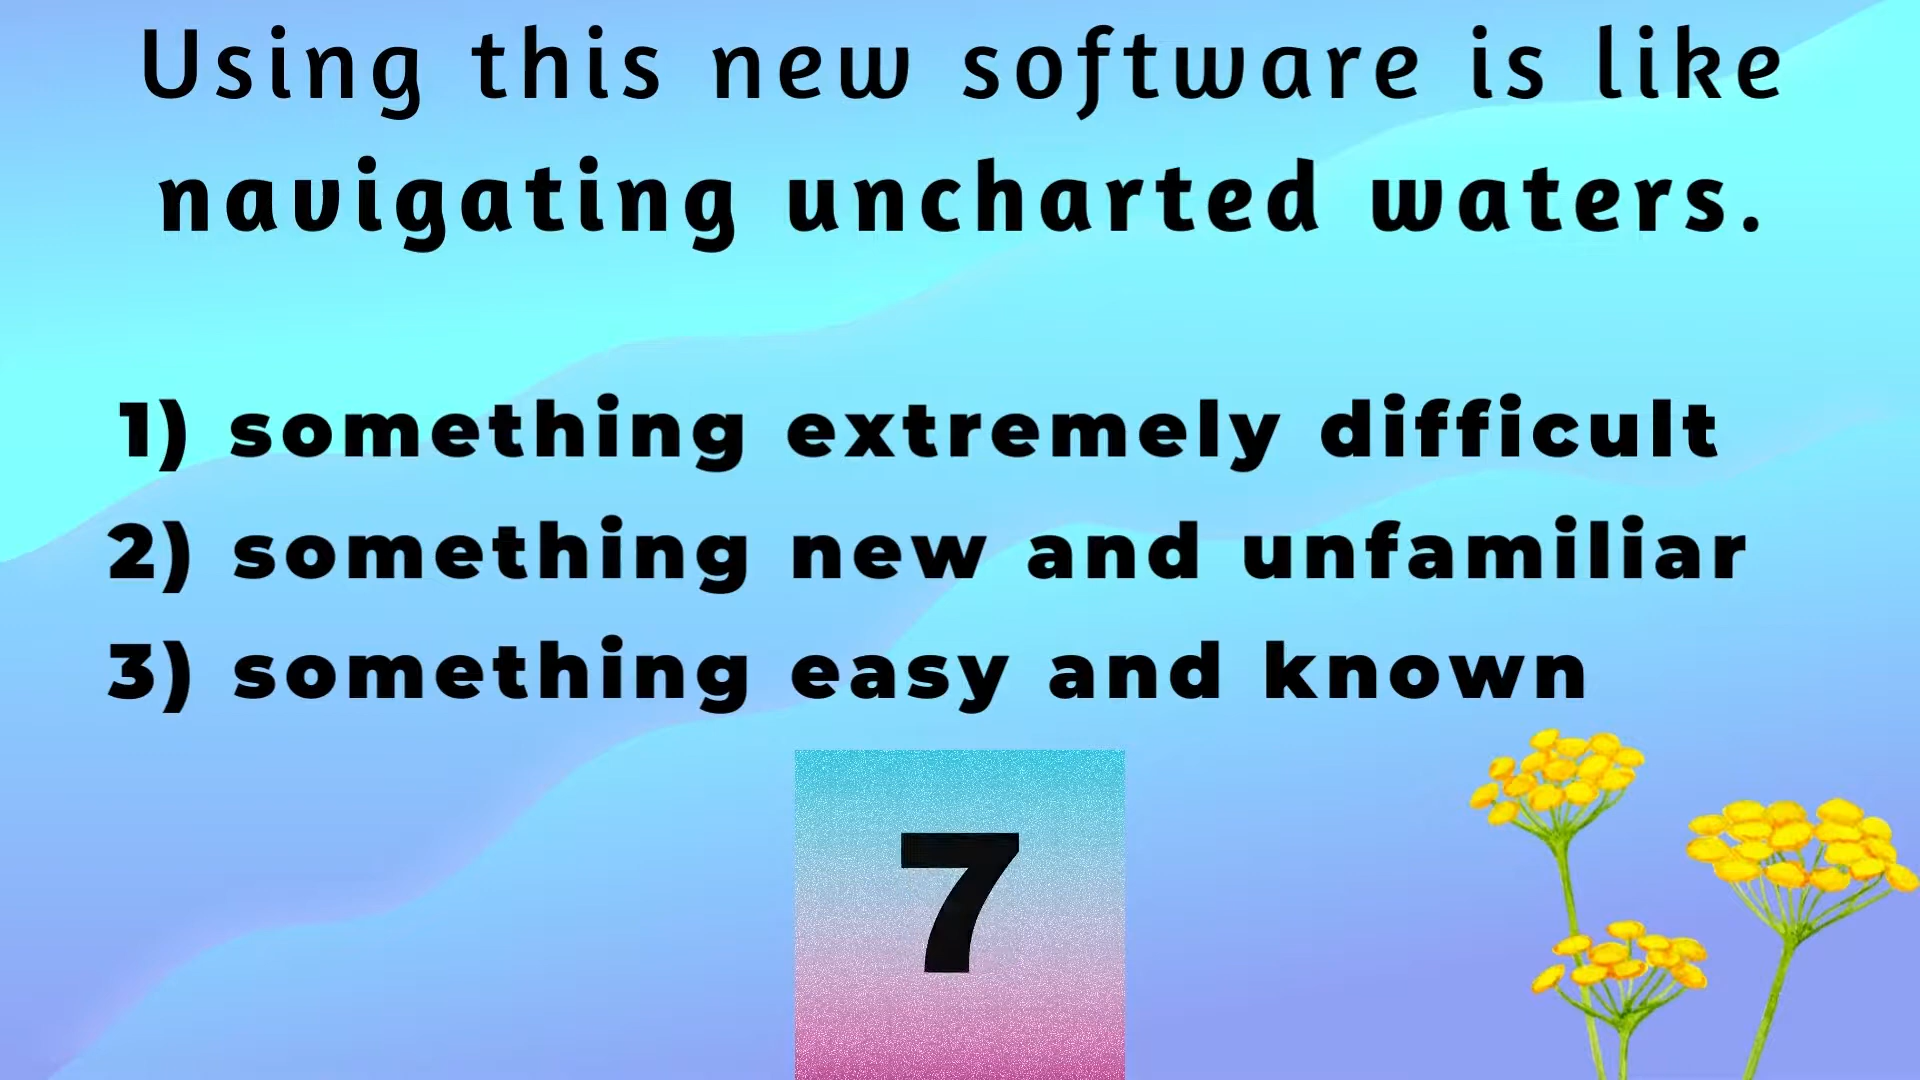 Using this new software is like
navigating uncharted waters.
1) something extremely difficult
2) something new and unfamiliar
3) something easy and known
7